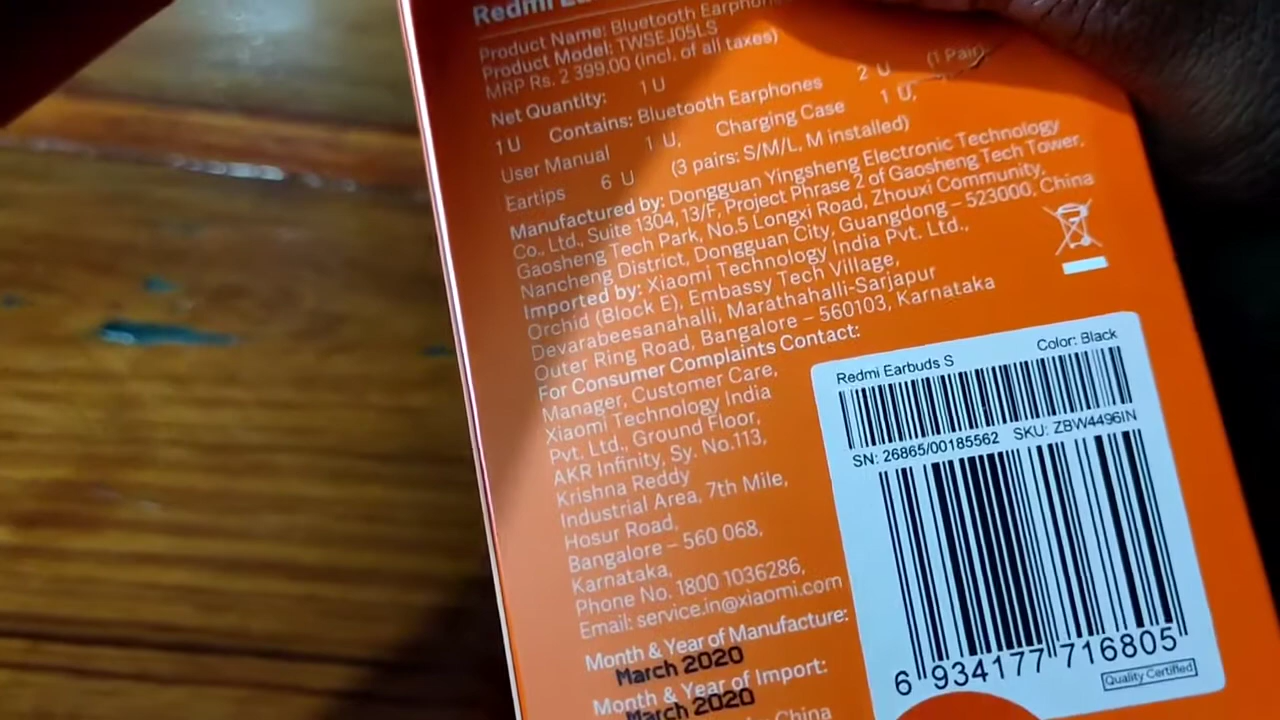 Redmi
Product Name: Bluetooth Earphones
Product Model: TWSEJ05LS
MRP Rs. 2 399.00 (incl. of all taxes)
Net Quantity: 1 U
1 U Contains: Bluetooth Earphones 2 U (1 Pair)
User Manual 1 U, Charging Case 1 U,
Eartips 6 U (3 pairs: S/M/L, M installed)
Manufactured by: Dongguan Yingsheng Electronic Technology
Co., Ltd., Suite 1304, 13/F, Project Phrase 2 of Gaosheng Tech Tower,
Gaosheng Tech Park, No.5 Longxi Road, Zhouxi Community,
Nancheng District, Dongguan City, Guangdong – 523000, China
Imported by: Xiaomi Technology India Pvt. Ltd.,
Orchid (Block E), Embassy Tech Village,
Devarabeesanahalli, Marathahalli-Sarjapur
Outer Ring Road, Bangalore – 560103, Karnataka
For Consumer Complaints Contact:
Manager, Customer Care,
Xiaomi Technology India
Pvt. Ltd., Ground Floor,
AKR Infinity, Sy. No.113,
Krishna Reddy
Industrial Area, 7th Mile,
Hosur Road,
Bangalore – 560 068,
Karnataka,
Phone No. 1800 1036286,
Email: service.in@xiaomi.com
Month & Year of Manufacture:
March 2020
Month & Year of Import:
March 2020
China
Redmi Earbuds S Color: Black
SN: 26865/00185562 SKU: ZBW4496IN
6 934177 716805
Quality Certified